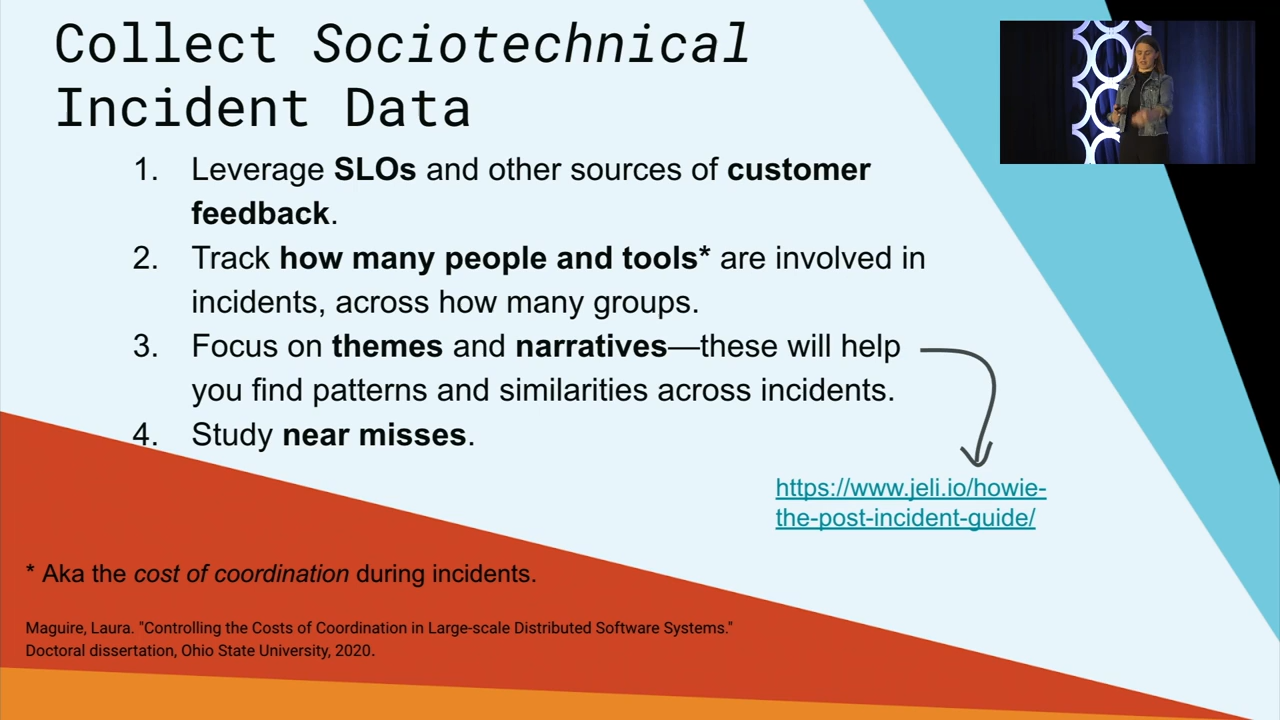 Collect Sociotechnical
Incident Data
1. Leverage SLOs and other sources of customer
feedback.
2. Track how many people and tools* are involved in
incidents, across how many groups.
3. Focus on themes and narratives—these will help
you find patterns and similarities across incidents.
4. Study near misses.
https://www.jeli.io/howie-
the-post-incident-guide/
* Aka the cost of coordination during incidents.
Maguire, Laura. "Controlling the Costs of Coordination in Large-scale Distributed Software Systems."
Doctoral dissertation, Ohio State University, 2020.